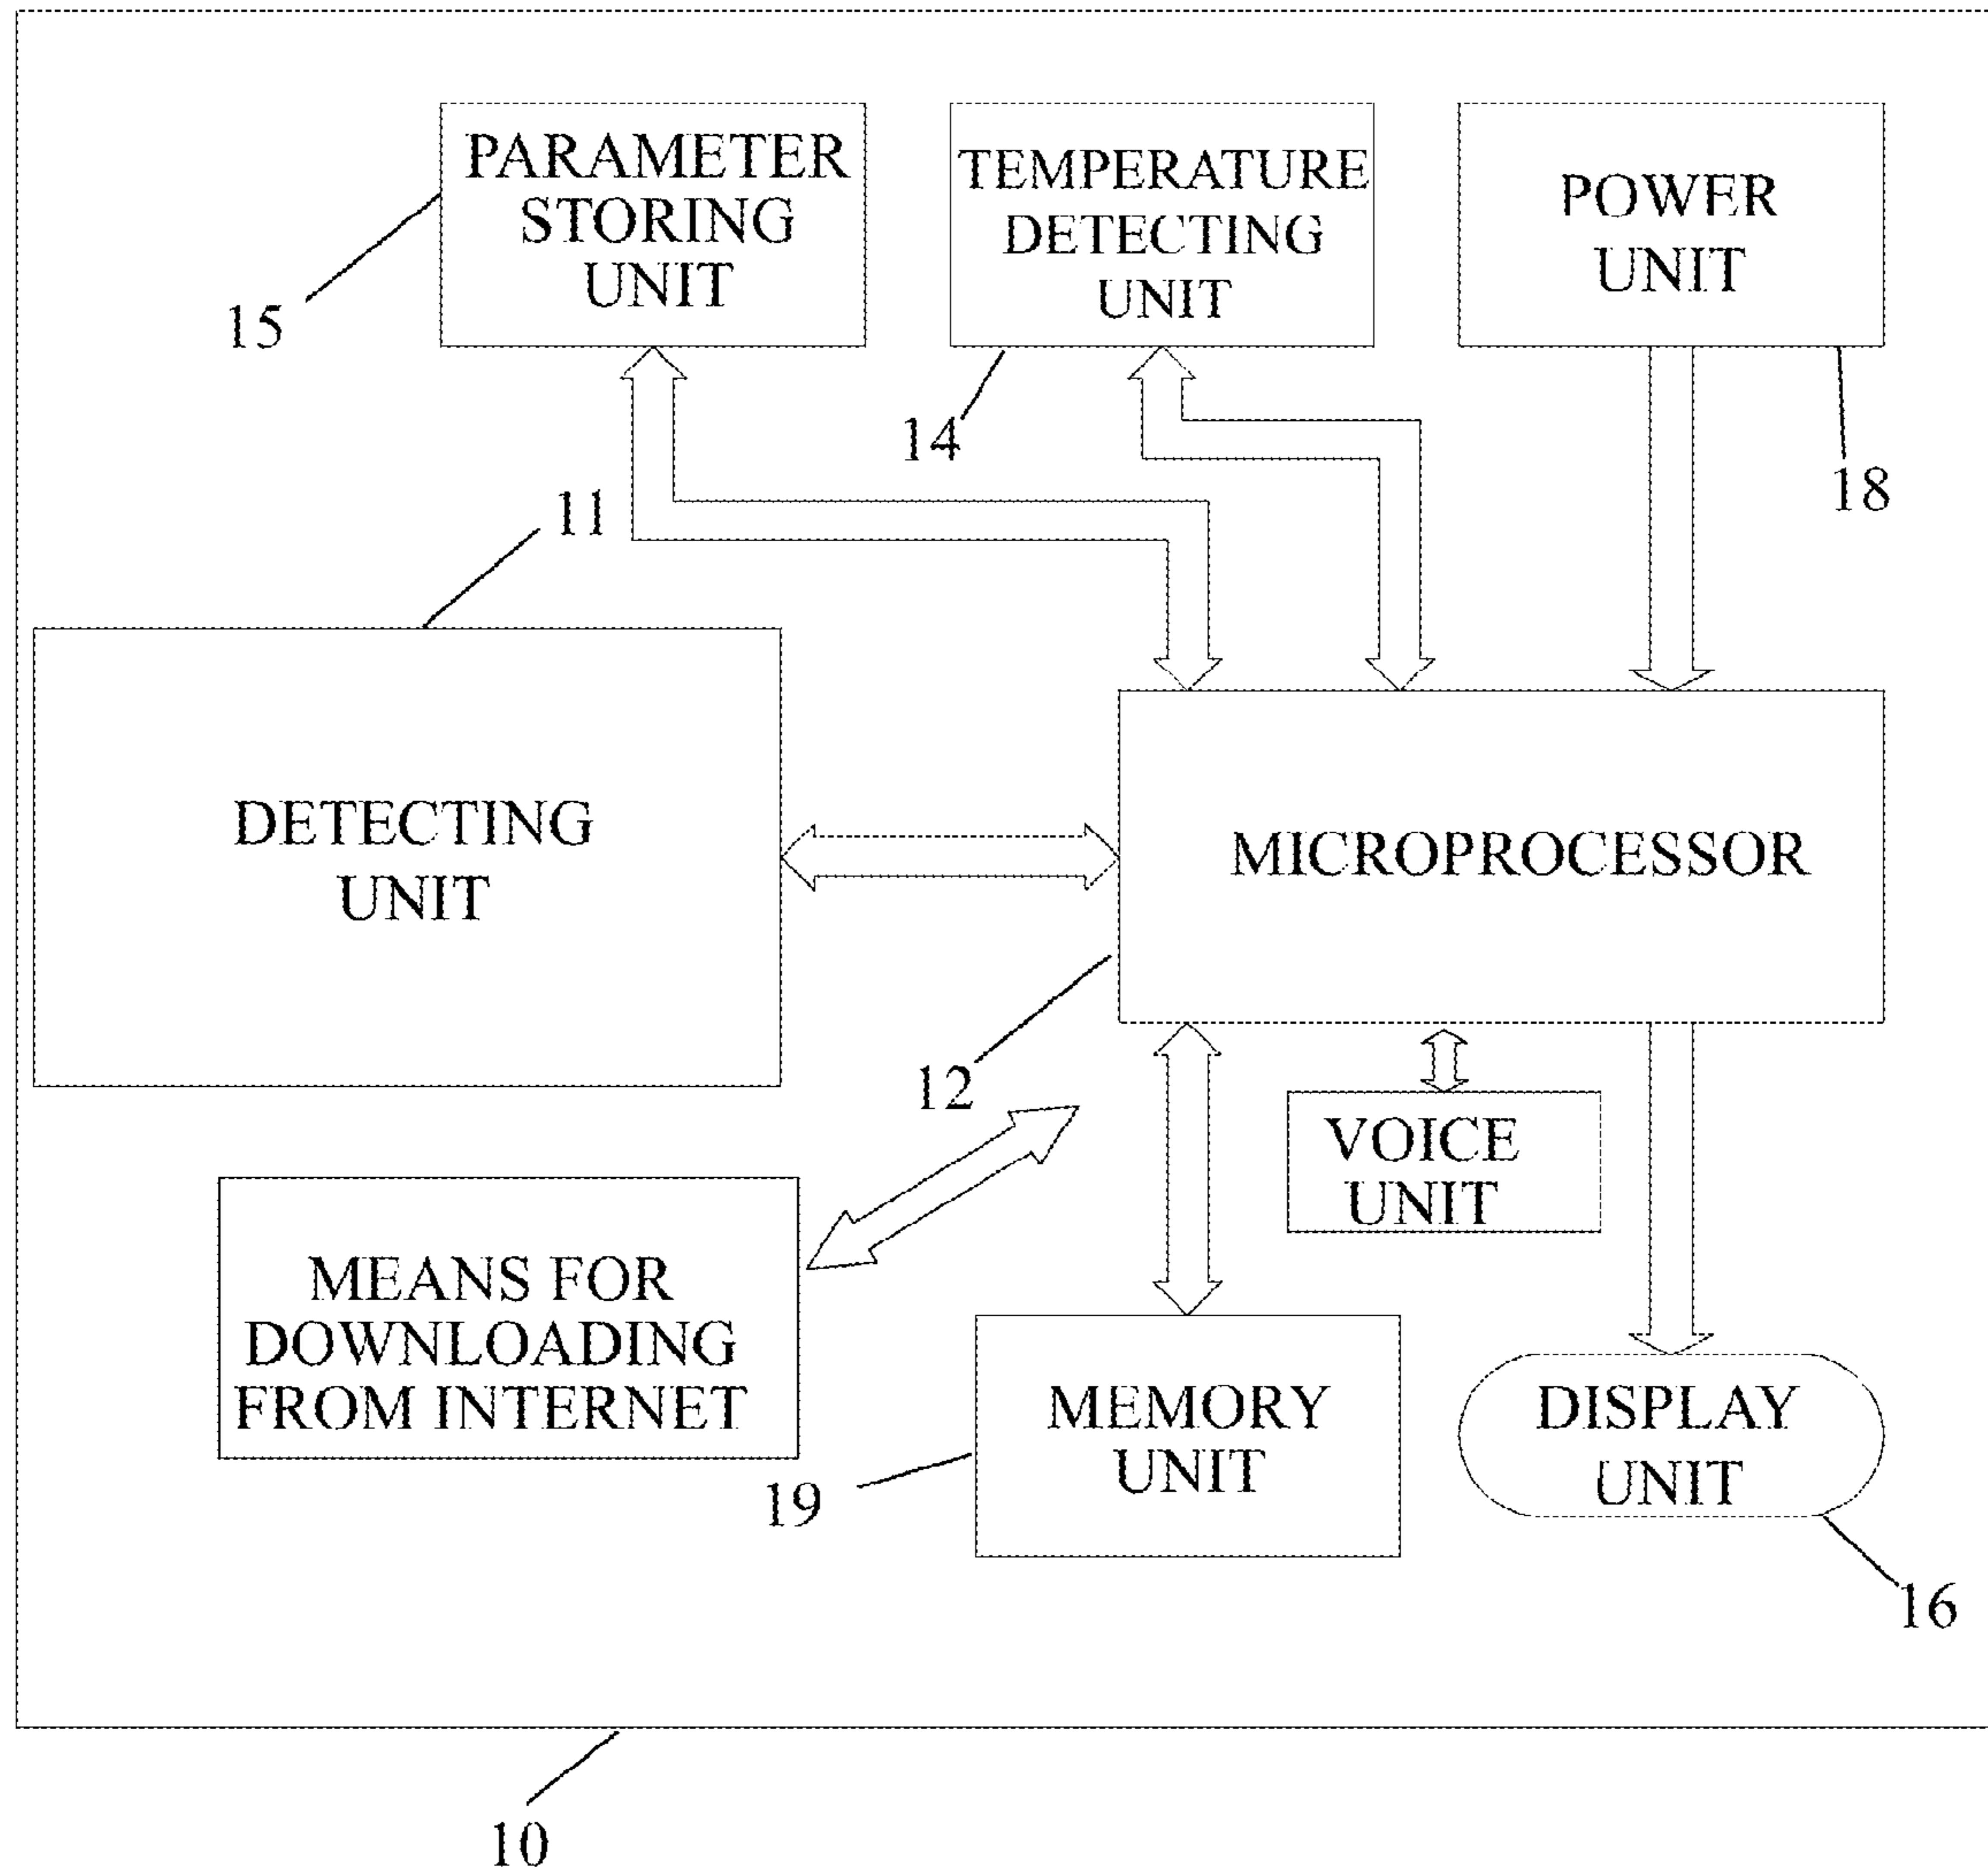 PARAMETER
STORING
UNIT
15
TEMPERATURE
DETECTING
UNIT
14
POWER
UNIT
18
11
DETECTING
UNIT
MICROPROCESSOR
12
VOICE
UNIT
MEANS FOR
DOWNLOADING
FROM INTERNET
MEMORY
UNIT
19
DISPLAY
UNIT
16
10